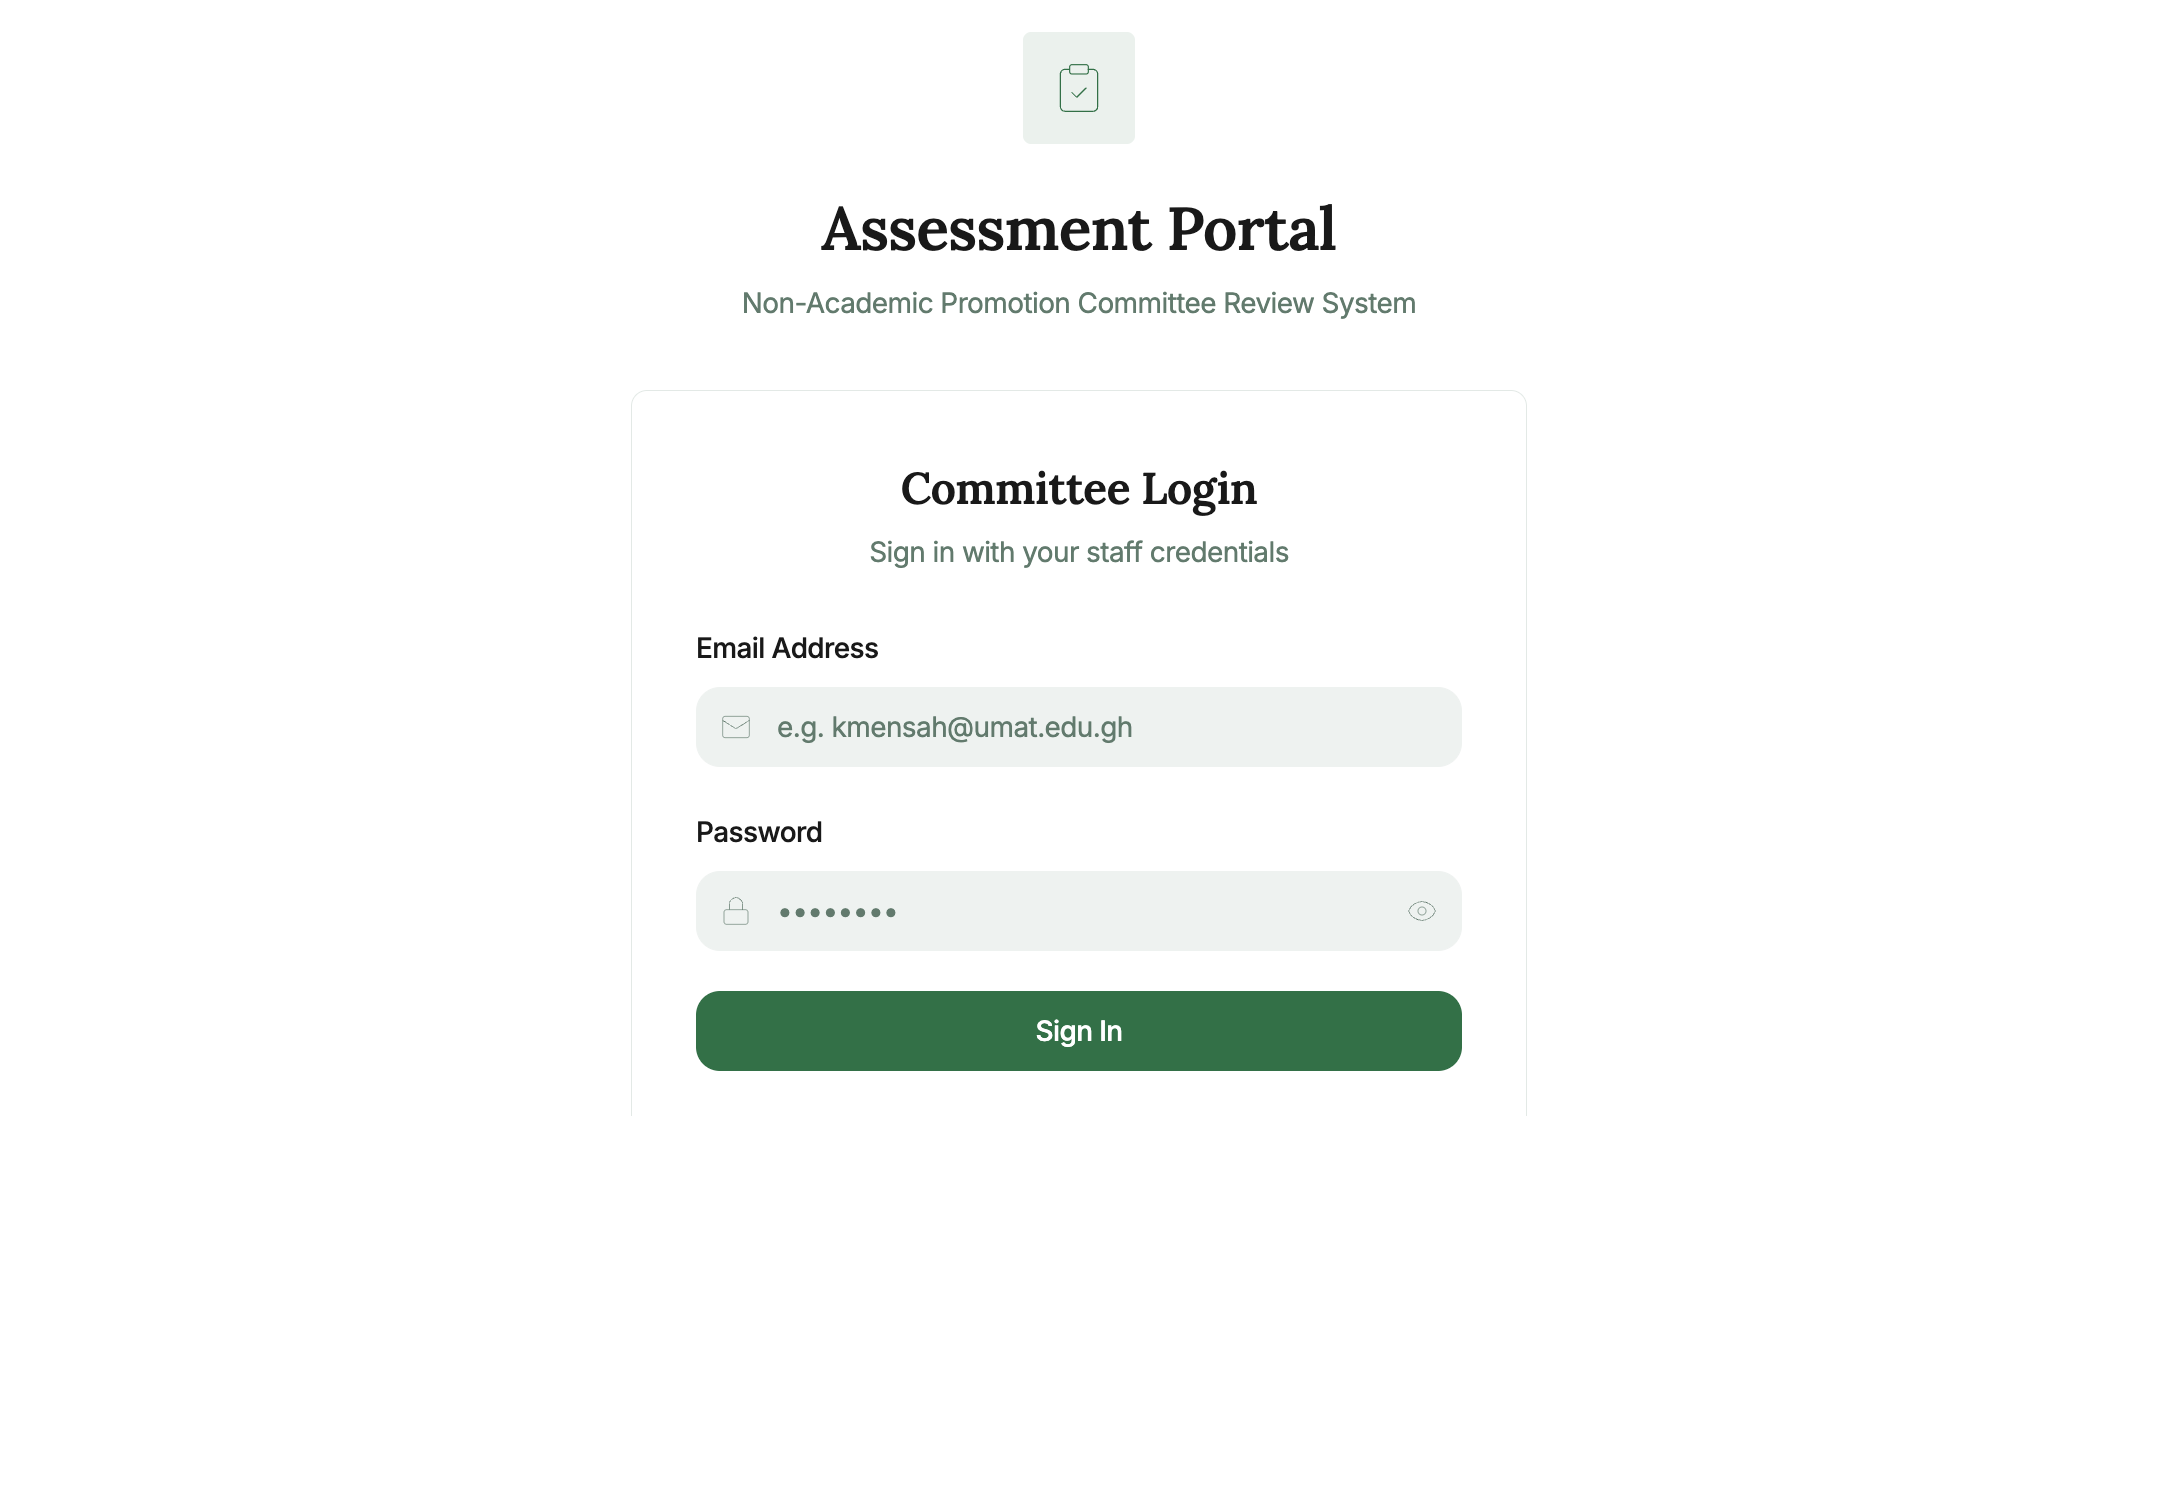 Assessment Portal
Non-Academic Promotion Committee Review System
Committee Login
Sign in with your staff credentials
Email Address
e.g. kmensah@umat.edu.gh
Password
••••••••
Sign In